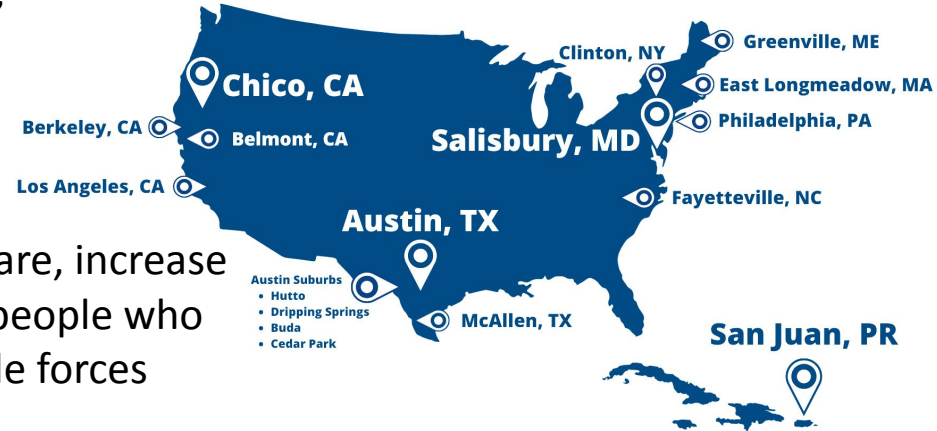 Clinton, NY
Greenville, ME
Chico, CA
East Longmeadow, MA
Berkeley, CA
Belmont, CA
Salisbury, MD
Philadelphia, PA
Los Angeles, CA
Fayetteville, NC
Austin, TX
are, increase
people who
le forces
Austin Suburbs
• Hutto
• Dripping Springs
• Buda
• Cedar Park
McAllen, TX
San Juan, PR